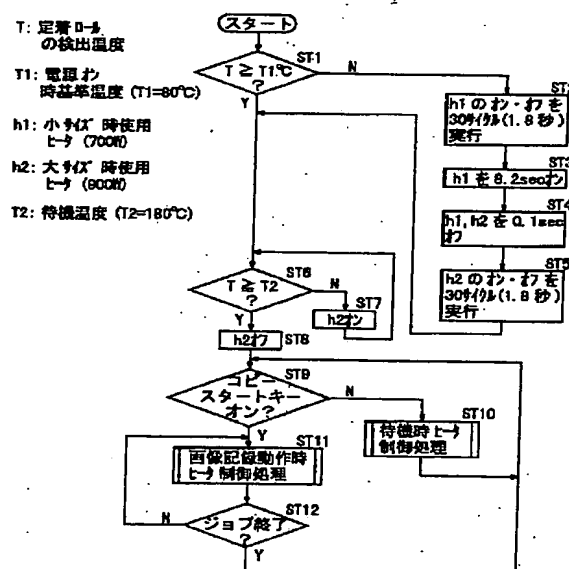 T: 定着ロール
の検出温度
T1: 電源オン
時基準温度 (T1=80℃)
h1: 小サイズ時使用
ヒータ (700W)
h2: 大サイズ時使用
ヒータ (900W)
T2: 待機温度 (T2=180℃)
スタート
ST1
T ≧ T1℃
?
N
Y
ST2
h1 のオン・オフを
30サイクル(1.8 秒)
実行
ST3
h1 を 8.2secオン
ST4
h1, h2 を 0.1sec
オフ
ST5
h2 のオン・オフを
30サイクル(1.8 秒)
実行
ST6
T ≧ T2
?
N
Y
ST7
h2オン
ST8
h2オフ
ST9
コピー
スタートキー
オン?
N
Y
ST10
待機時ヒータ
制御処理
ST11
画像記録動作時
ヒータ制御処理
ST12
ジョブ終了
?
N
Y